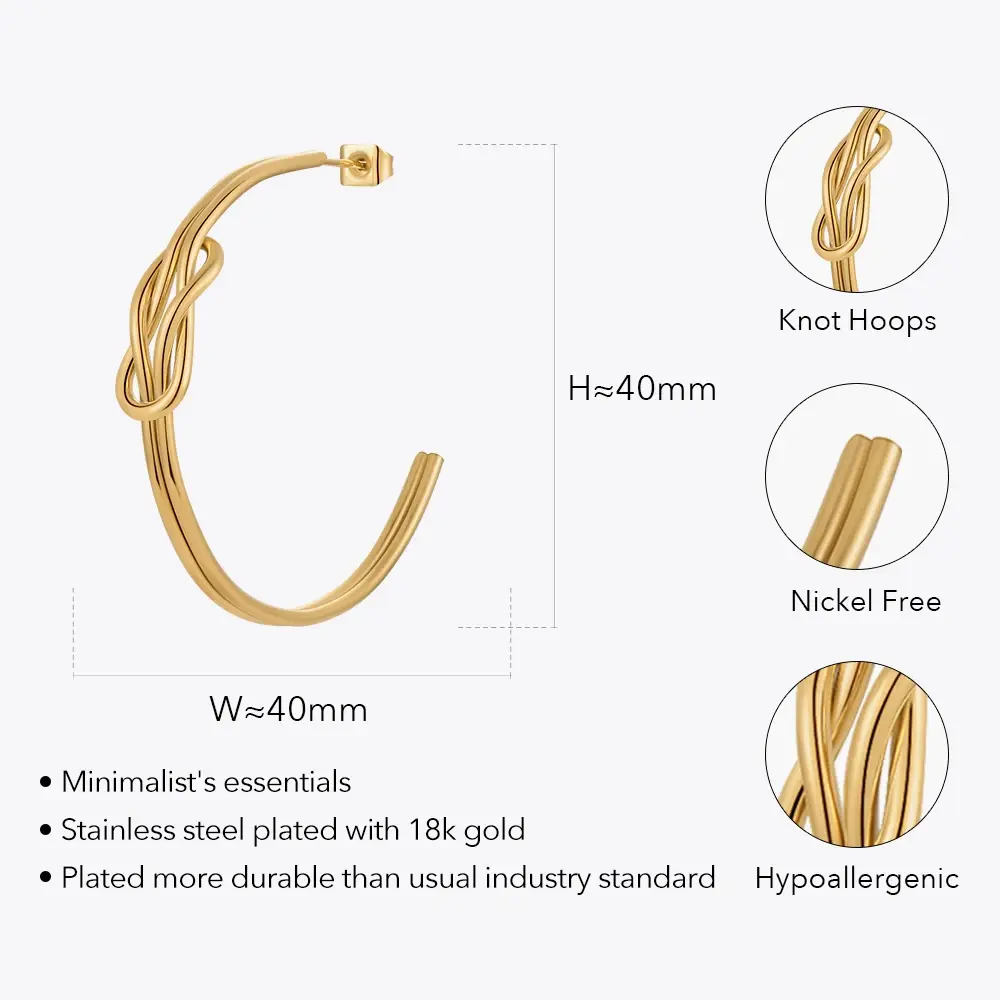 Knot Hoops
H≈40mm
Nickel Free
W≈40mm
• Minimalist's essentials
• Stainless steel plated with 18k gold
• Plated more durable than usual industry standard
Hypoallergenic